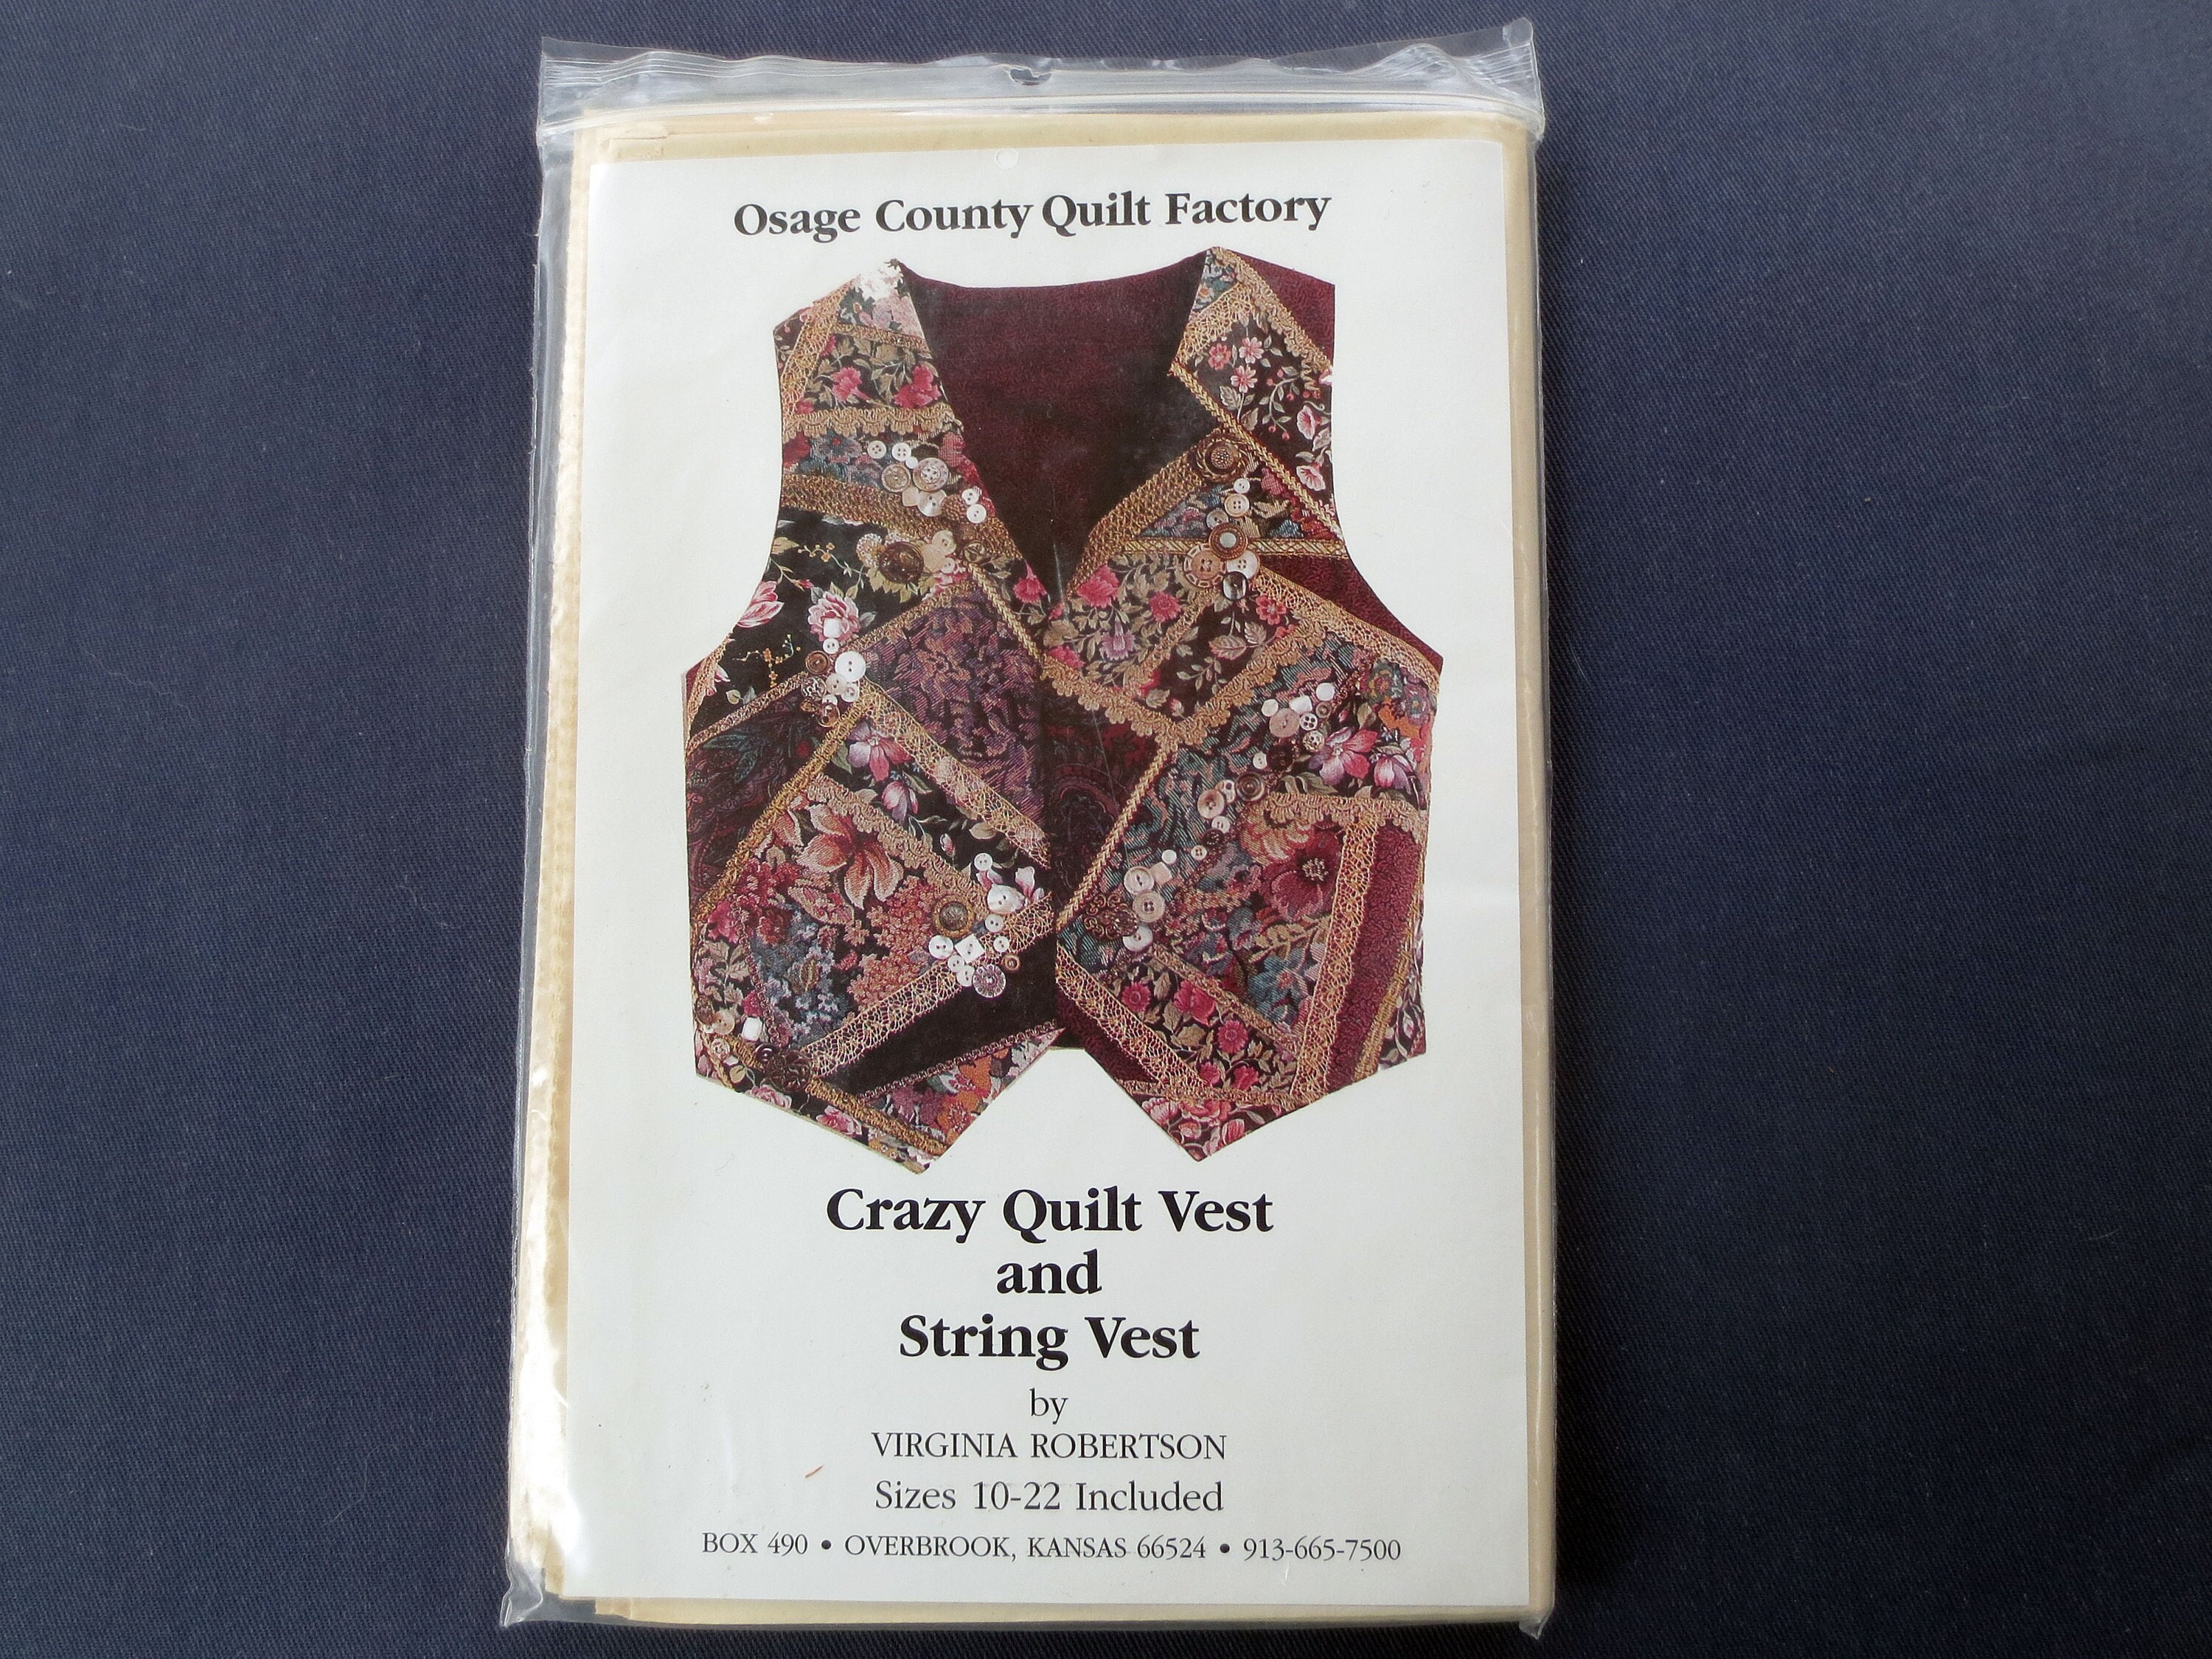 Osage County Quilt Factory
Crazy Quilt Vest
and
String Vest
by
VIRGINIA ROBERTSON
Sizes 10-22 Included
BOX 490 • OVERBROOK, KANSAS 66524 • 913-665-7500